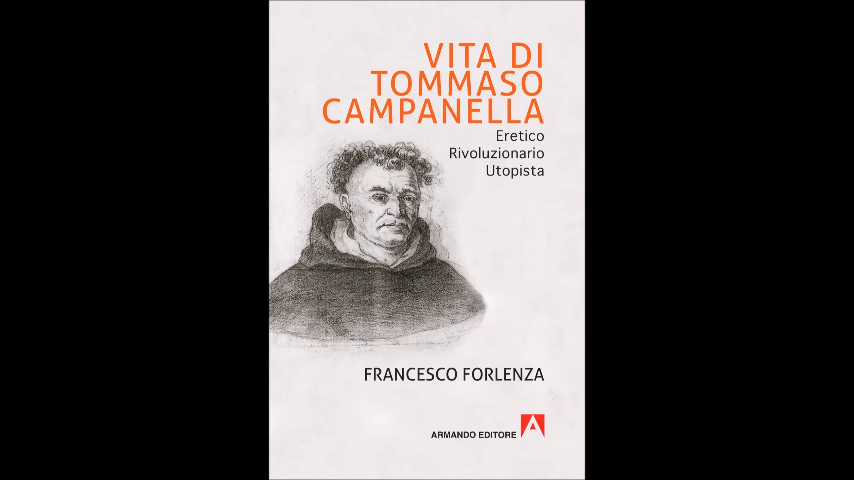 VITA DI
TOMMASO
CAMPANELLA
Eretico
Rivoluzionario
Utopista
FRANCESCO FORLENZA
ARMANDO EDITORE